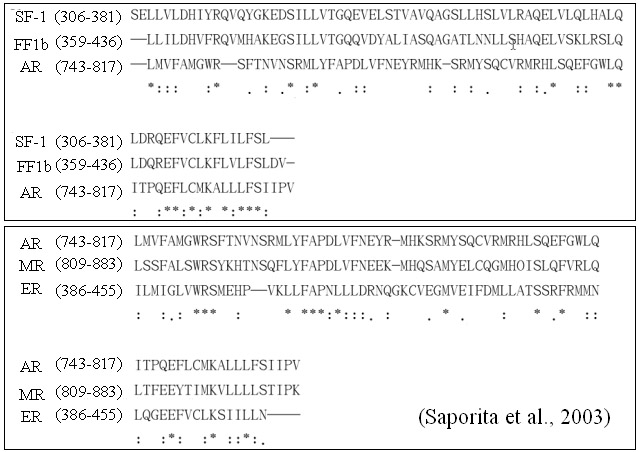 SF-1 (306-381) SELLVLDHIYRQVQYGKEDSILLVTGQEVELSTVAVQAGSLLHSLVLRAQELVLQLHALQ
FF1b (359-436) —LLILDHVFRQVMHAKEGSILLVTGQQVDYALIASQAGATLNNLLSHAQELVSKLRSLQ
AR (743-817) —LMVFAMGWR——SFTNVNSRMLYFAPDLVFNEYRMHK—SRMYSQCVRMRHLSQEFGWLQ
*::: :* . :.* :* . :: : : : . : :.* : **
SF-1 (306-381) LDRQEFVCLKFLILFSL——
FF1b (359-436) LDQREFVCLKFLVLFSLDV—
AR (743-817) ITPQEFLCMKALLLFSIIPV
: :**:*:* *:***:
AR (743-817) LMVFAMGWRSFTNVNSRMLYFAPDLVFNEYR—MHKSRMYSQCVRMRHLSQEFGWLQ
MR (809-883) LSSFALSWRSYKHTNSQFLYFAPDLVFNEEK—MHQSAMYELCQGMHQISLQFVRLQ
ER (386-455) ILMIGLVWRSMEHP——VKLLFAPNLLLDRNQGKCVEGMVEIFDMLLATSSRFRMMN
: :.: *** : * ***:*:::. : . * . : * .* ::
AR (743-817) ITPQEFLCMKALLLFSIIPV
MR (809-883) LTFEEYTIMKVLLLLSTIPK
ER (386-455) LQGEEFVCLKSIILLN——
: :*: :* ::*:.
(Saporita et al., 2003)